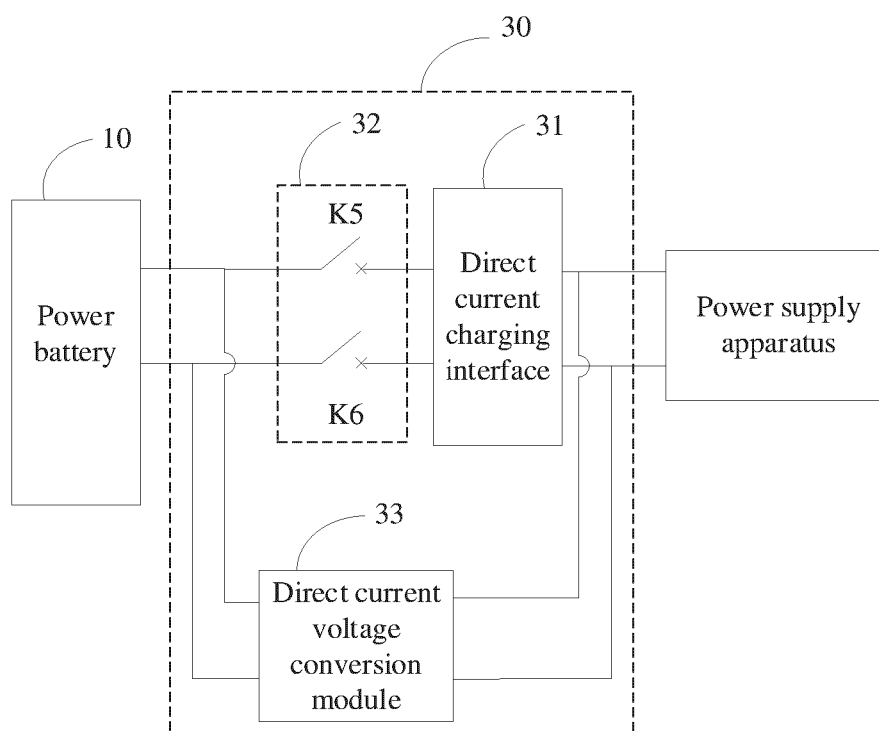 30
10
32
31
K5
Power
battery
Direct
current
charging
interface
Power supply
apparatus
K6
33
Direct current
voltage
conversion
module